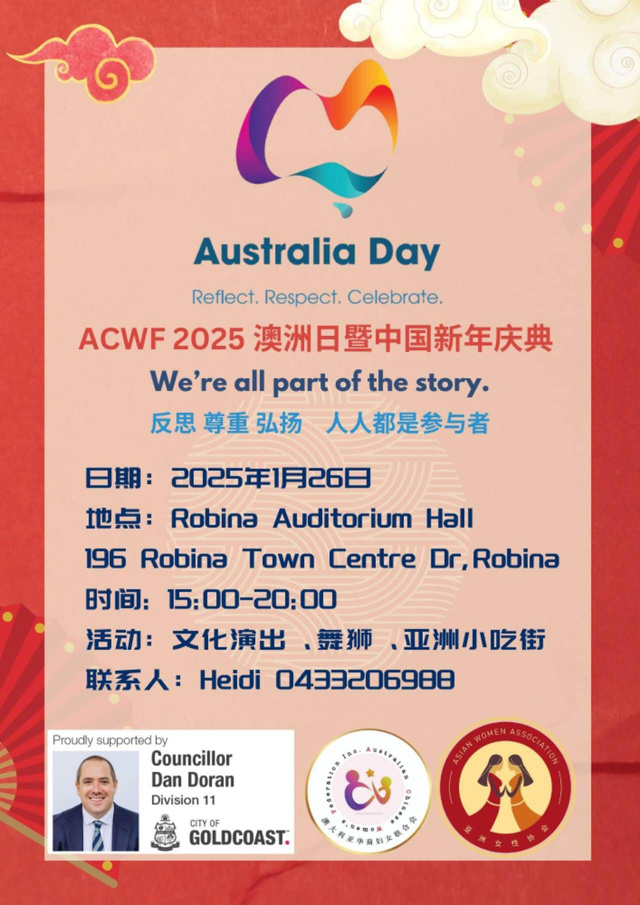 Australia Day
Reflect. Respect. Celebrate.
ACWF 2025 澳洲日暨中国新年庆典
We're all part of the story.
反思 尊重 弘扬 人人都是参与者
日期：2025年1月26日
地点：Robina Auditorium Hall
196 Robina Town Centre Dr,Robina
时间：15:00-20:00
活动：文化演出 、舞狮 、亚洲小吃街
联系人：Heidi 0433206988
Proudly supported by
Councillor
Dan Doran
Division 11
CITY OF
GOLDCOAST.
Australian Chinese Women's Federation Inc.
澳大利亚华裔妇女联合会
ASIAN WOMEN ASSOCIATION
亚洲女性协会